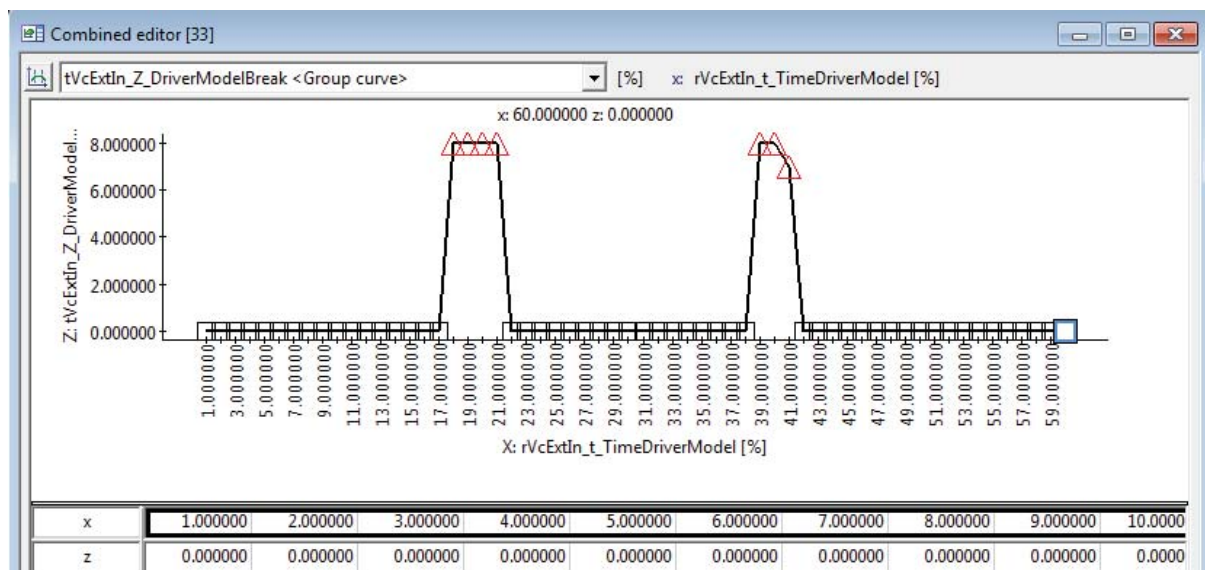 Combined editor [33]
tVcExtIn_Z_DriverModelBreak <Group curve> [%] x: rVcExtIn_t_TimeDriverModel [%]
x: 60.000000 z: 0.000000
Z: tVcExtIn_Z_DriverModel...
8.000000
6.000000
4.000000
2.000000
0.000000
1.000000 3.000000 5.000000 7.000000 9.000000 11.000000 13.000000 15.000000 17.000000 19.000000 21.000000 23.000000 25.000000 27.000000 29.000000 31.000000 33.000000 35.000000 37.000000 39.000000 41.000000 43.000000 45.000000 47.000000 49.000000 51.000000 53.000000 55.000000 57.000000 59.000000
X: rVcExtIn_t_TimeDriverModel [%]
x 1.000000 2.000000 3.000000 4.000000 5.000000 6.000000 7.000000 8.000000 9.000000 10.0000
z 0.000000 0.000000 0.000000 0.000000 0.000000 0.000000 0.000000 0.000000 0.000000 0.0000